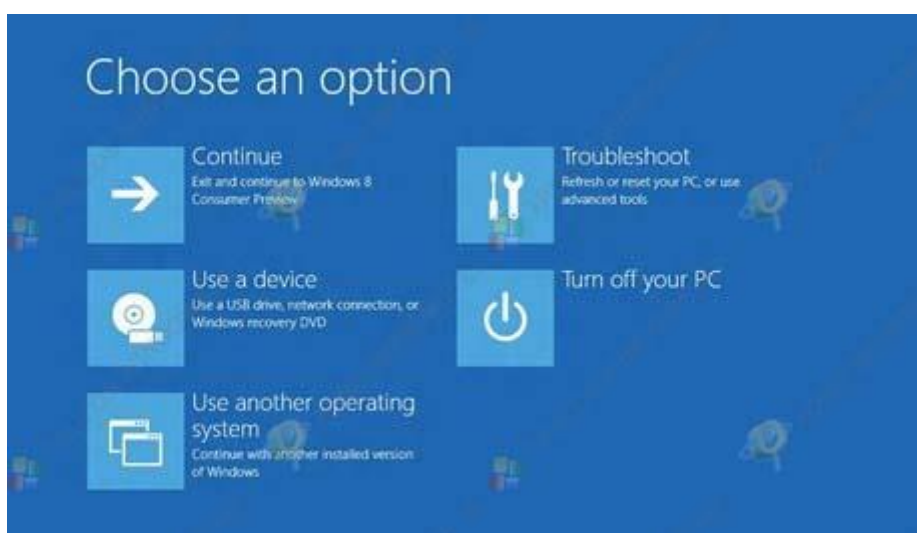 Choose an option
Continue
Exit and continue to Windows 8
Consumer Preview
Troubleshoot
Refresh or reset your PC, or use
advanced tools
Use a device
Use a USB drive, network connection, or
Windows recovery DVD
Turn off your PC
Use another operating
system
Continue with another installed version
of Windows